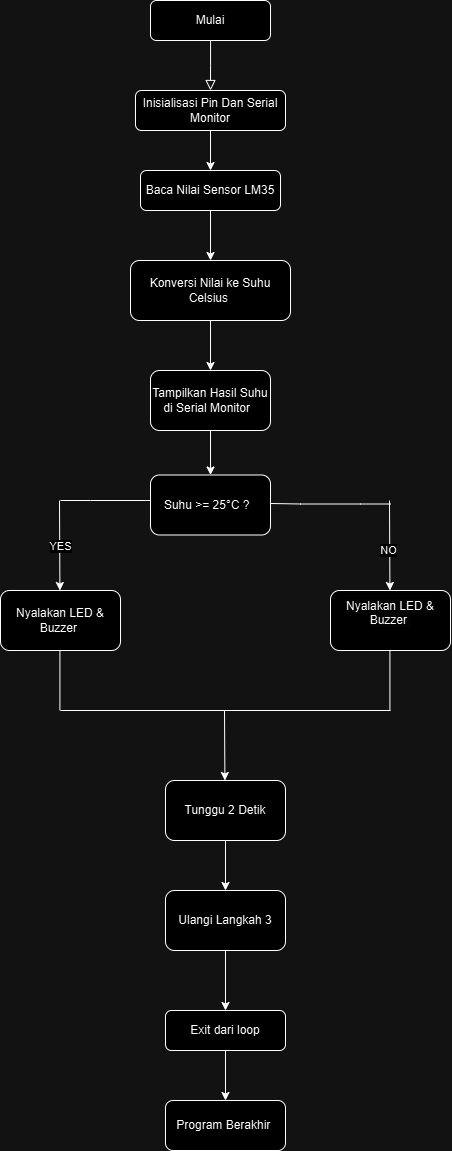 Mulai
Inisialisasi Pin Dan Serial
Monitor
Baca Nilai Sensor LM35
Konversi Nilai ke Suhu
Celsius
Tampilkan Hasil Suhu
di Serial Monitor
Suhu >= 25°C ?
YES
NO
Nyalakan LED &
Buzzer
Nyalakan LED &
Buzzer
Tunggu 2 Detik
Ulangi Langkah 3
Exit dari loop
Program Berakhir